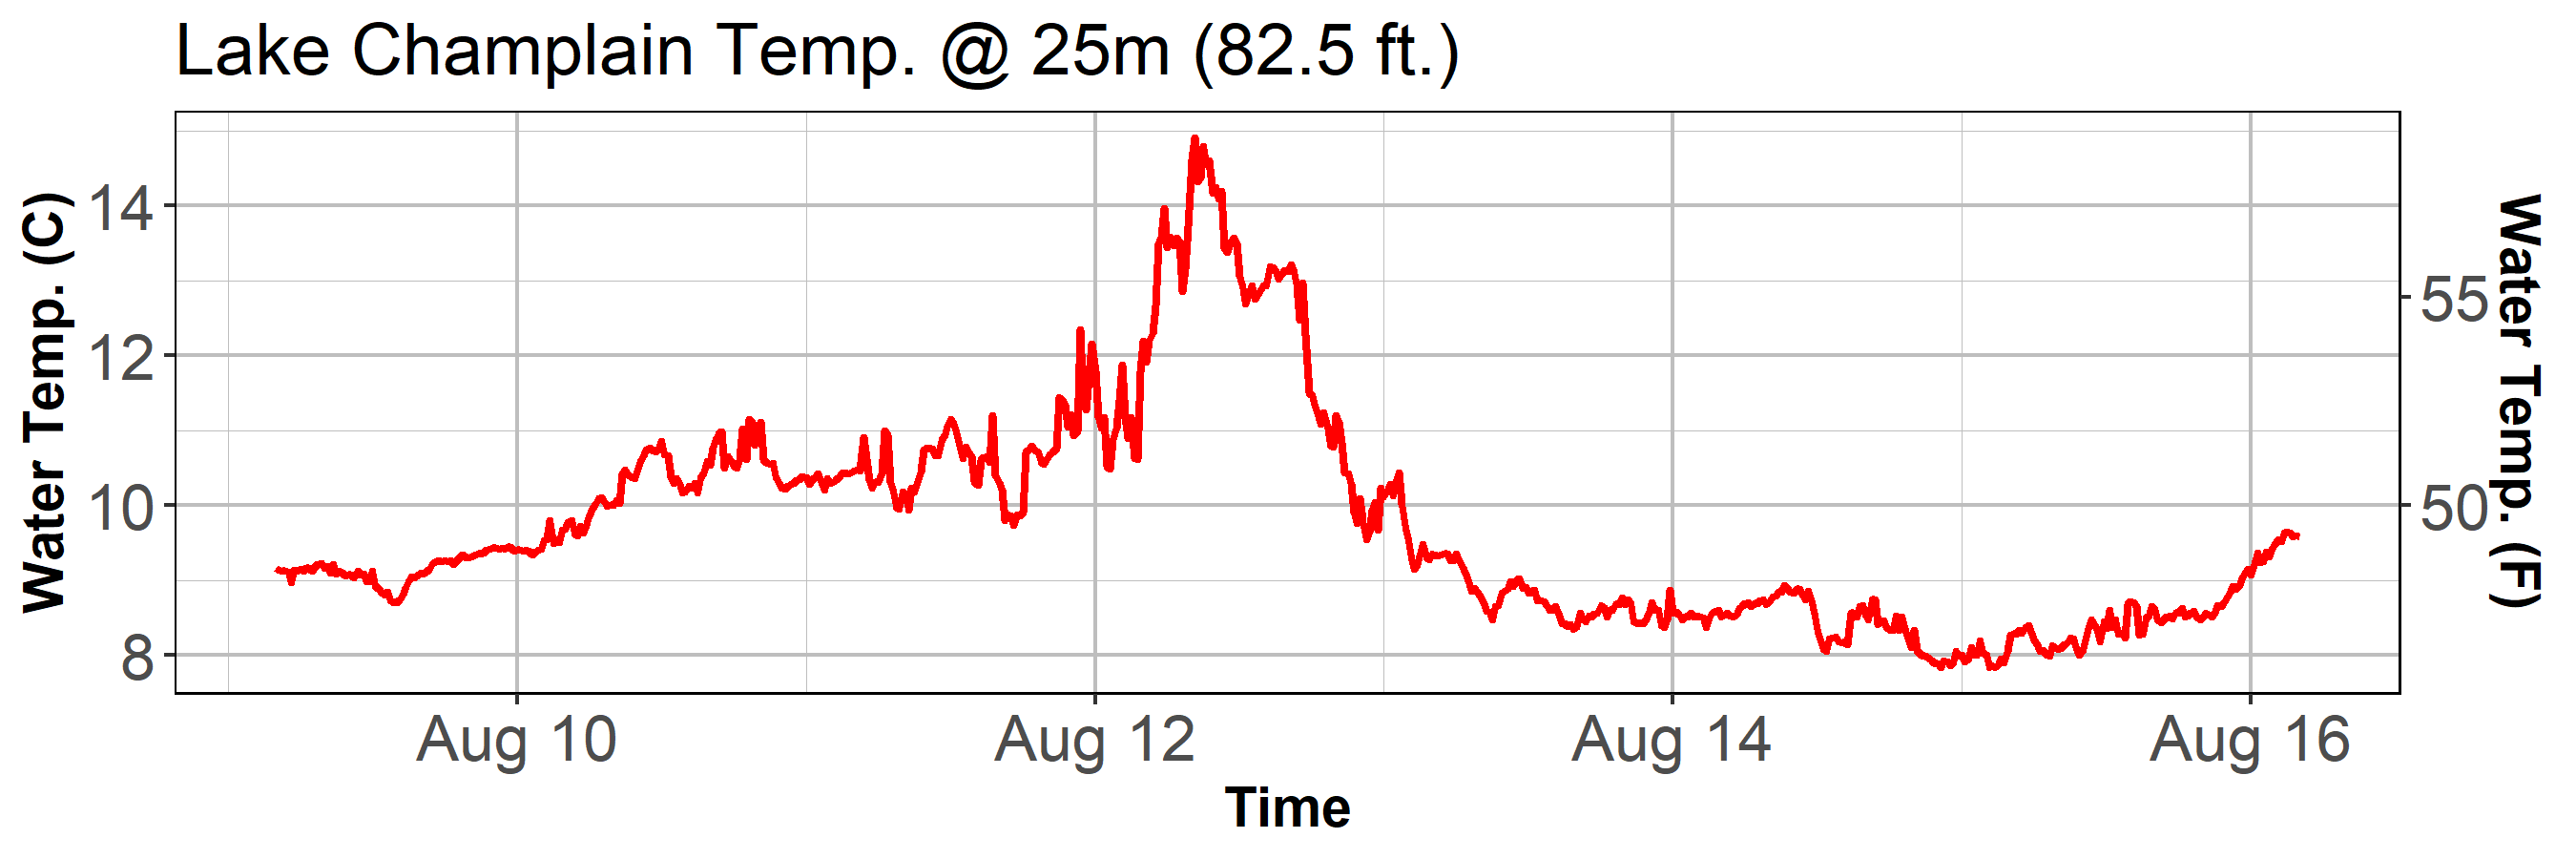 Lake Champlain Temp. @ 25m (82.5 ft.)
Water Temp. (C)
14
12
10
8
55
50
Water Temp. (F)
Aug 10 Aug 12 Aug 14 Aug 16
Time